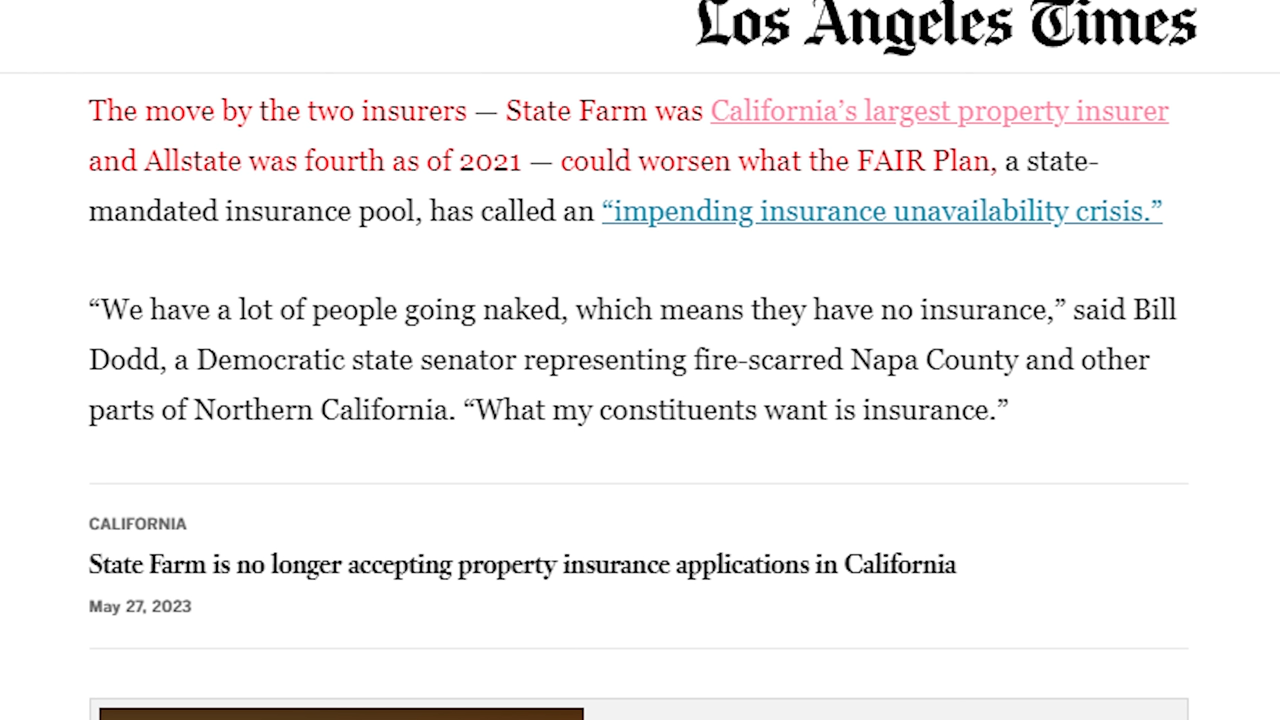 Los Angeles Times
The move by the two insurers — State Farm was California’s largest property insurer
and Allstate was fourth as of 2021 — could worsen what the FAIR Plan, a state-
mandated insurance pool, has called an “impending insurance unavailability crisis.”
“We have a lot of people going naked, which means they have no insurance,” said Bill
Dodd, a Democratic state senator representing fire-scarred Napa County and other
parts of Northern California. “What my constituents want is insurance.”
CALIFORNIA
State Farm is no longer accepting property insurance applications in California
May 27, 2023